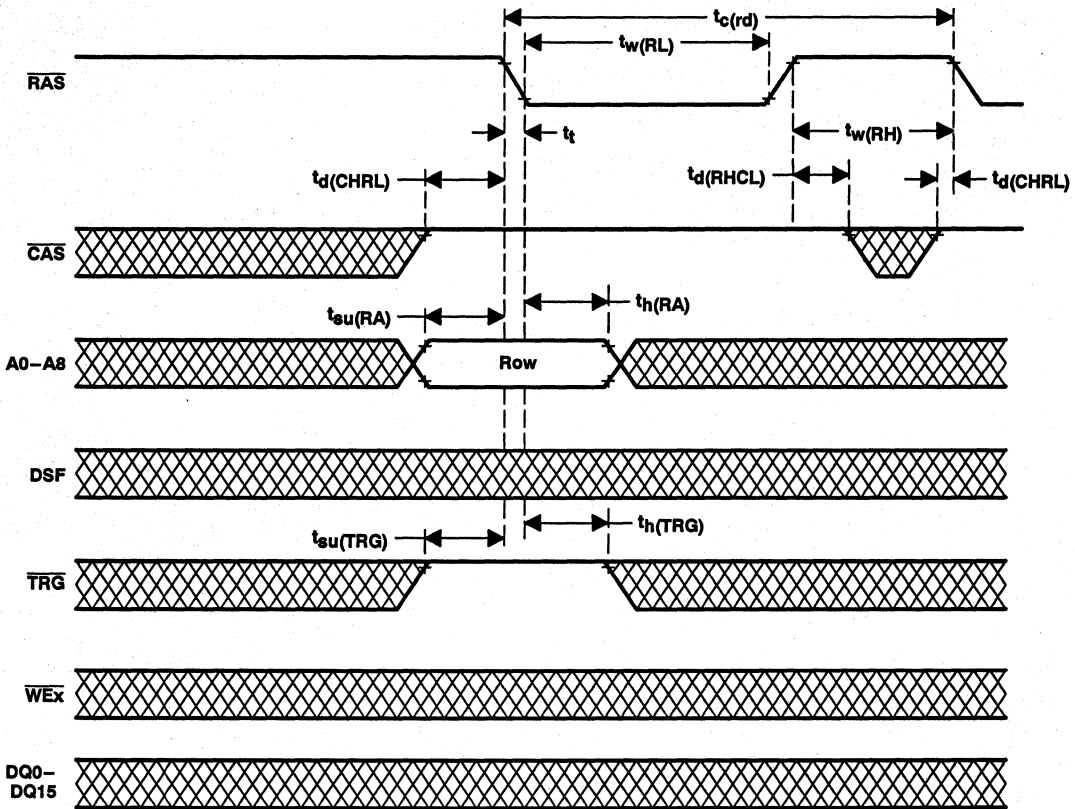 tc(rd)
tw(RL)
RAS
tt
tw(RH)
td(CHRL)
td(RHCL)
td(CHRL)
CAS
tsu(RA)
th(RA)
A0–A8
Row
DSF
tsu(TRG)
th(TRG)
TRG
WEx
DQ0–
DQ15